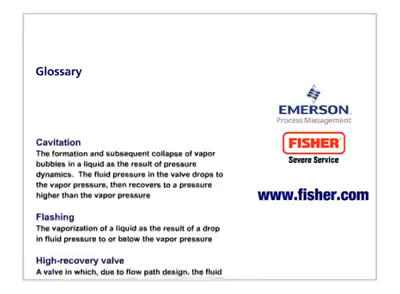 Glossary
EMERSON
Process Management
FISHER
Severe Service
www.fisher.com
Cavitation
The formation and subsequent collapse of vapor
bubbles in a liquid as the result of pressure
dynamics. The fluid pressure in the valve drops to
the vapor pressure, then recovers to a pressure
higher than the vapor pressure
Flashing
The vaporization of a liquid as the result of a drop
in fluid pressure to or below the vapor pressure
High-recovery valve
A valve in which, due to flow path design, the fluid